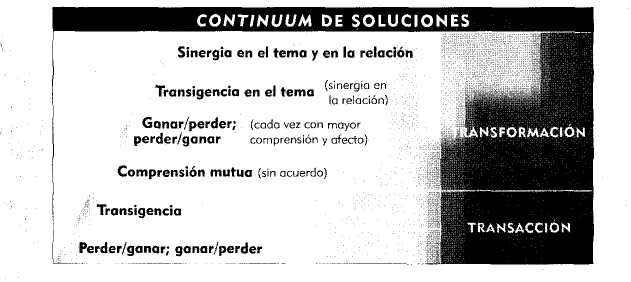 CONTINUUM DE SOLUCIONES
Sinergia en el tema y en la relación
Transigencia en el tema (sinergia en
la relación)
Ganar/perder; (cada vez con mayor
perder/ganar comprensión y afecto)
TRANSFORMACIÓN
Comprensión mutua (sin acuerdo)
Transigencia
TRANSACCIÓN
Perder/ganar; ganar/perder